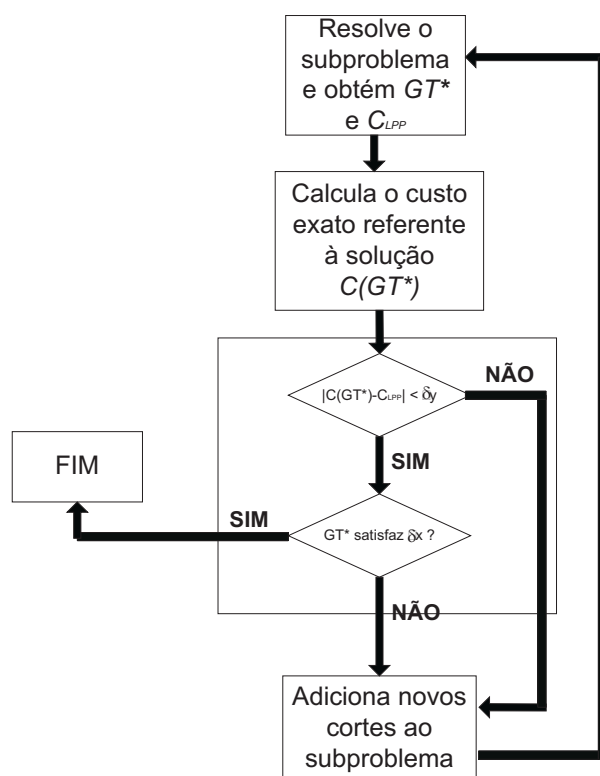 Resolve o
subproblema
e obtém GT*
e CLPP
Calcula o custo
exato referente
à solução
C(GT*)
|C(GT*)-CLPP| < δy
NÃO
SIM
FIM
SIM
GT* satisfaz δx ?
NÃO
Adiciona novos
cortes ao
subproblema